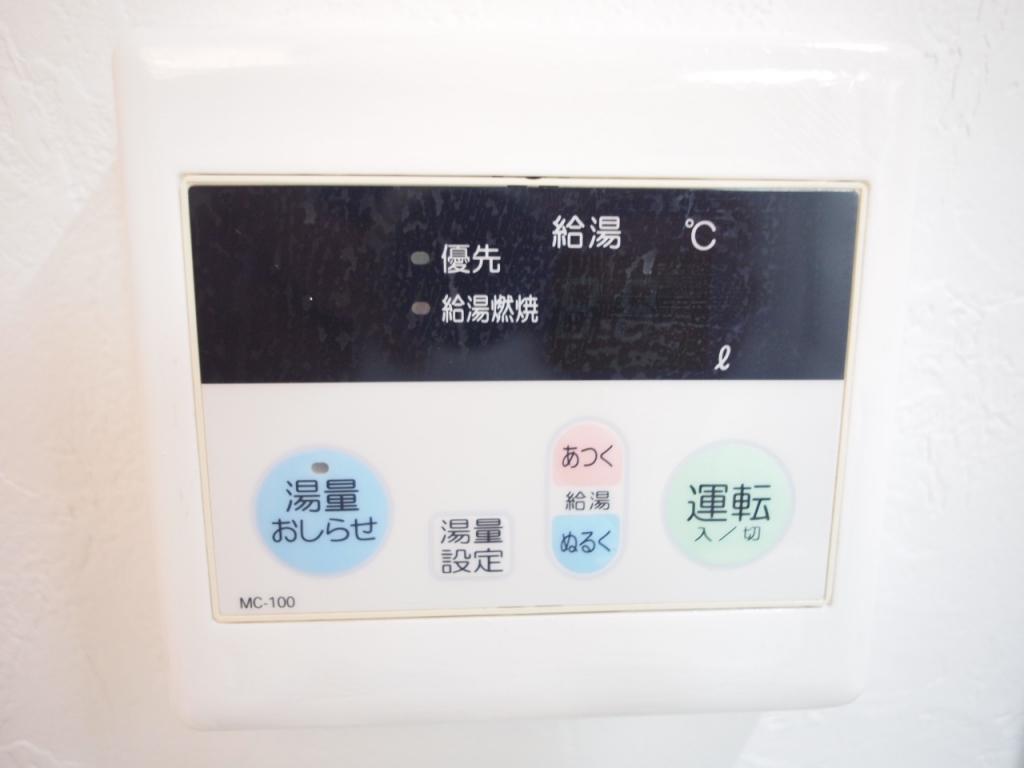 給湯 ℃
優先
給湯燃焼
ℓ
湯量
おしらせ
湯量
設定
あつく
給湯
ぬるく
運転
入/切
MC-100